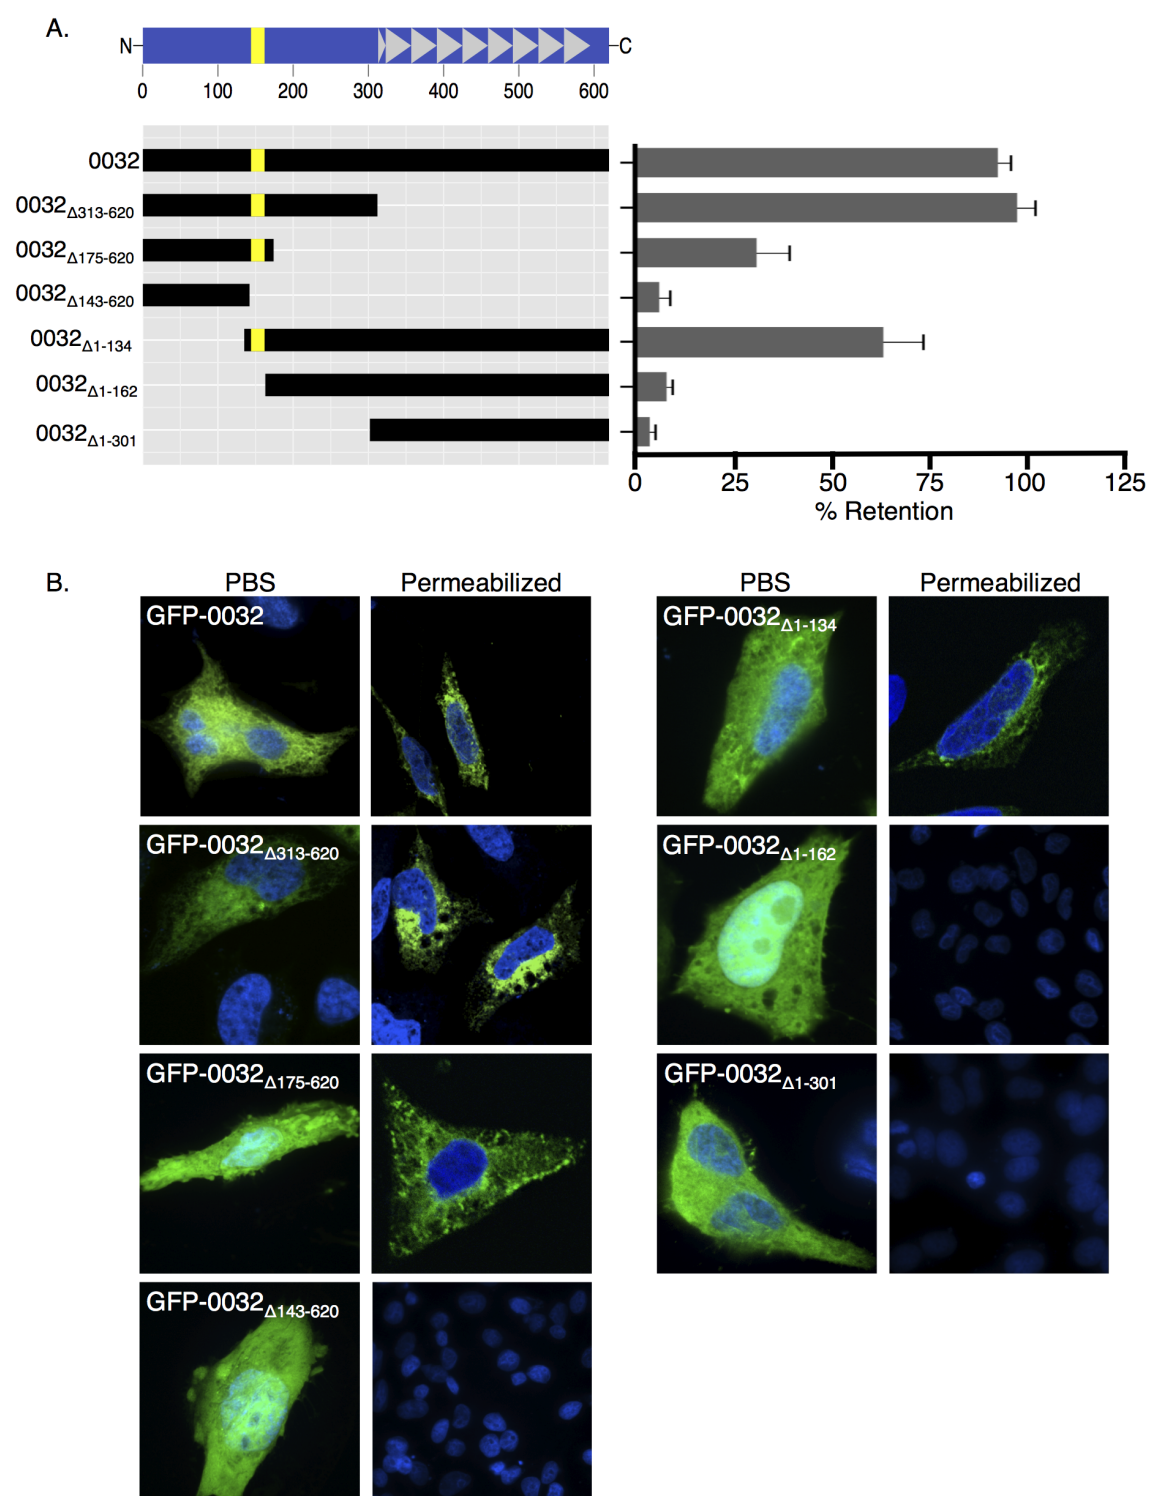 A.
N
C
0 100 200 300 400 500 600
0032
0032Δ313-620
0032Δ175-620
0032Δ143-620
0032Δ1-134
0032Δ1-162
0032Δ1-301
0 25 50 75 100 125
% Retention
B.
PBS Permeabilized PBS Permeabilized
GFP-0032
GFP-0032Δ1-134
GFP-0032Δ313-620
GFP-0032Δ1-162
GFP-0032Δ175-620
GFP-0032Δ1-301
GFP-0032Δ143-620